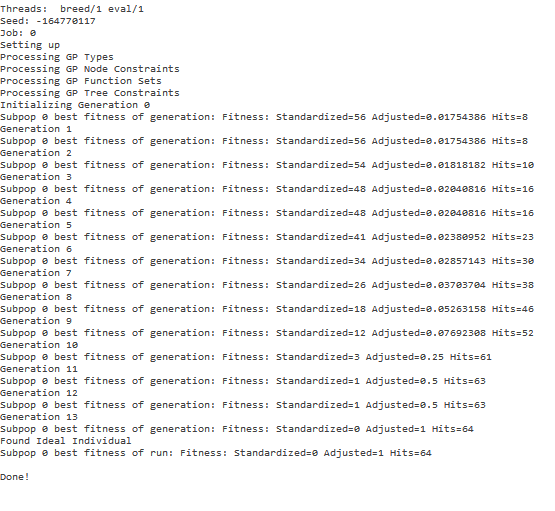 Threads:  breed/1 eval/1
Seed: -164770117
Job: 0
Setting up
Processing GP Types
Processing GP Node Constraints
Processing GP Function Sets
Processing GP Tree Constraints
Initializing Generation 0
Subpop 0 best fitness of generation: Fitness: Standardized=56 Adjusted=0.01754386 Hits=8
Generation 1
Subpop 0 best fitness of generation: Fitness: Standardized=56 Adjusted=0.01754386 Hits=8
Generation 2
Subpop 0 best fitness of generation: Fitness: Standardized=54 Adjusted=0.01818182 Hits=10
Generation 3
Subpop 0 best fitness of generation: Fitness: Standardized=48 Adjusted=0.02040816 Hits=16
Generation 4
Subpop 0 best fitness of generation: Fitness: Standardized=48 Adjusted=0.02040816 Hits=16
Generation 5
Subpop 0 best fitness of generation: Fitness: Standardized=41 Adjusted=0.02380952 Hits=23
Generation 6
Subpop 0 best fitness of generation: Fitness: Standardized=34 Adjusted=0.02857143 Hits=30
Generation 7
Subpop 0 best fitness of generation: Fitness: Standardized=26 Adjusted=0.03703704 Hits=38
Generation 8
Subpop 0 best fitness of generation: Fitness: Standardized=18 Adjusted=0.05263158 Hits=46
Generation 9
Subpop 0 best fitness of generation: Fitness: Standardized=12 Adjusted=0.07692308 Hits=52
Generation 10
Subpop 0 best fitness of generation: Fitness: Standardized=3 Adjusted=0.25 Hits=61
Generation 11
Subpop 0 best fitness of generation: Fitness: Standardized=1 Adjusted=0.5 Hits=63
Generation 12
Subpop 0 best fitness of generation: Fitness: Standardized=1 Adjusted=0.5 Hits=63
Generation 13
Subpop 0 best fitness of generation: Fitness: Standardized=0 Adjusted=1 Hits=64
Found Ideal Individual
Subpop 0 best fitness of run: Fitness: Standardized=0 Adjusted=1 Hits=64
Done!